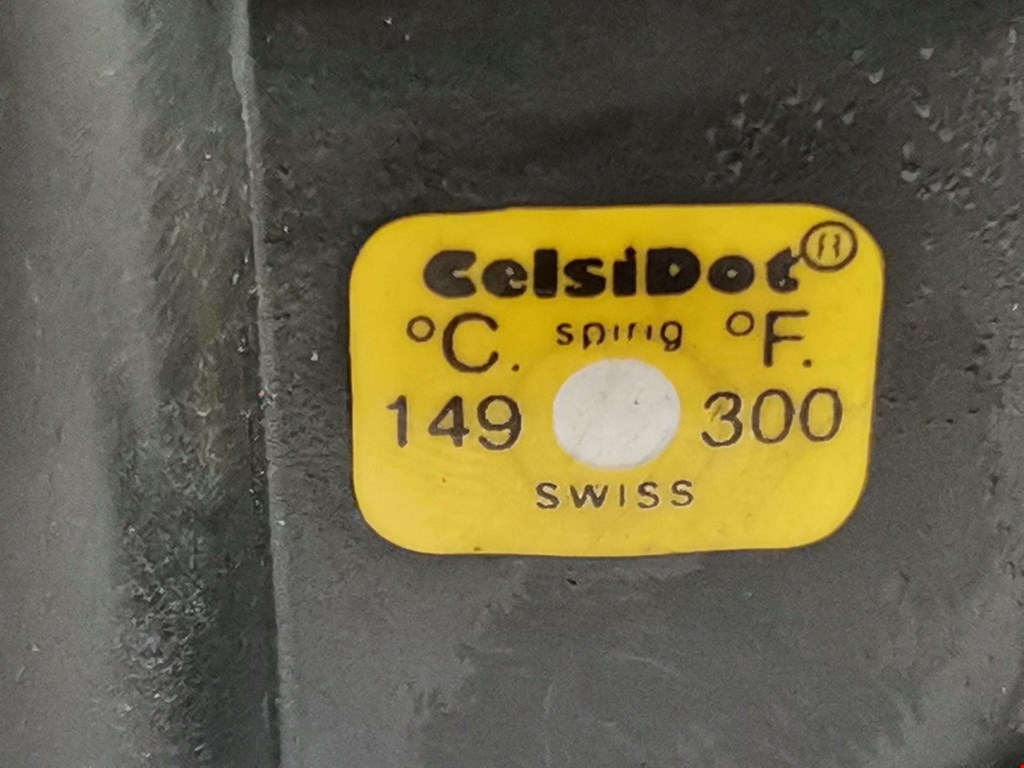 CelsiDot®
°C. spirig °F.
149 300
SWISS